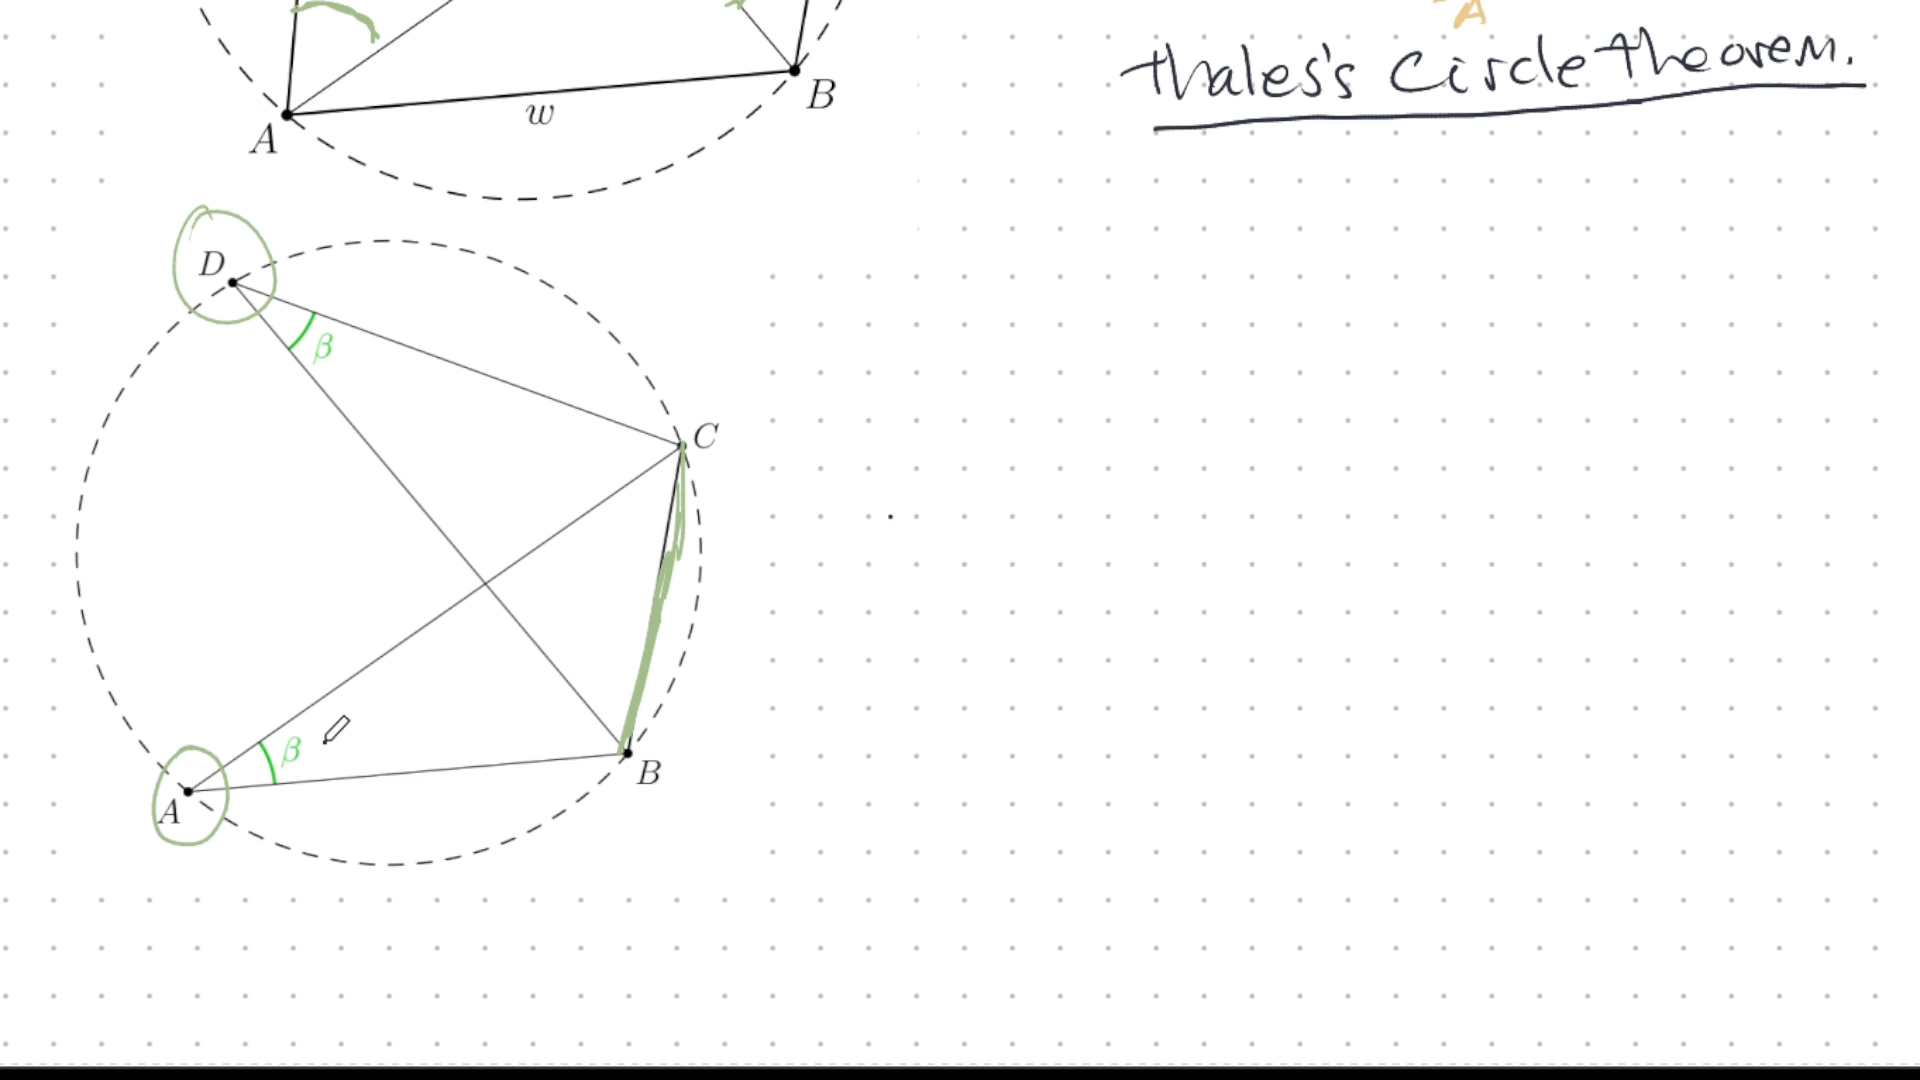 A
Thales's Circle theorem.
w
B
A
D
β
C
β
B
A